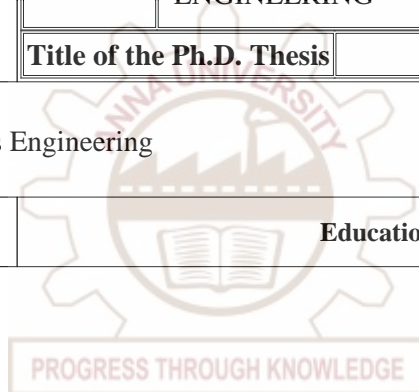 ENGINEERING
Title of the Ph.D. Thesis
ANNA UNIVERSITY
s Engineering
Educatio
PROGRESS THROUGH KNOWLEDGE